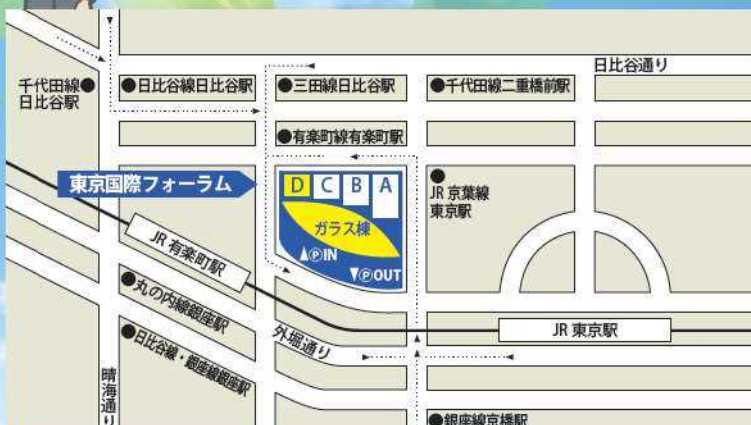 日比谷通り
千代田線●
日比谷駅
●日比谷線日比谷駅
●三田線日比谷駅
●千代田線二重橋前駅
●有楽町線有楽町駅
東京国際フォーラム
D C B A
ガラス棟
▲ⓅIN
▼ⓅOUT
●
JR 京葉線
東京駅
JR 有楽町駅
●丸の内線銀座駅
●日比谷線・銀座線銀座駅
外堀通り
JR 東京駅
晴海通り
●銀座線京橋駅